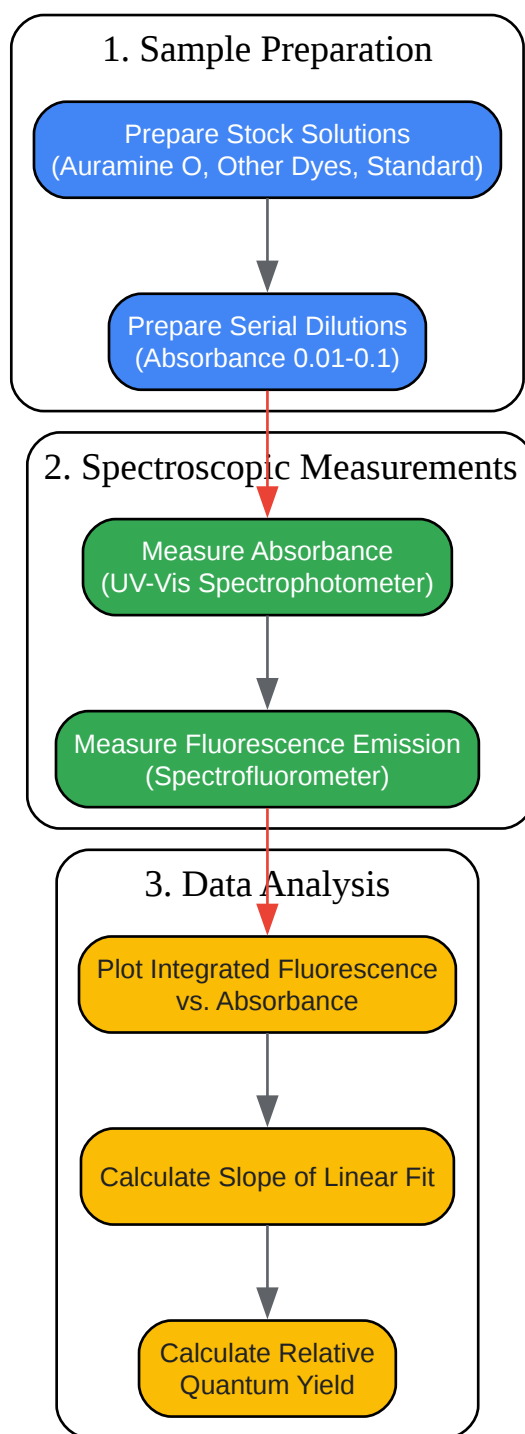 1. Sample Preparation
Prepare Stock Solutions
(Auramine O, Other Dyes, Standard)
Prepare Serial Dilutions
(Absorbance 0.01-0.1)
2. Spectroscopic Measurements
Measure Absorbance
(UV-Vis Spectrophotometer)
Measure Fluorescence Emission
(Spectrofluorometer)
3. Data Analysis
Plot Integrated Fluorescence
vs. Absorbance
Calculate Slope of Linear Fit
Calculate Relative
Quantum Yield